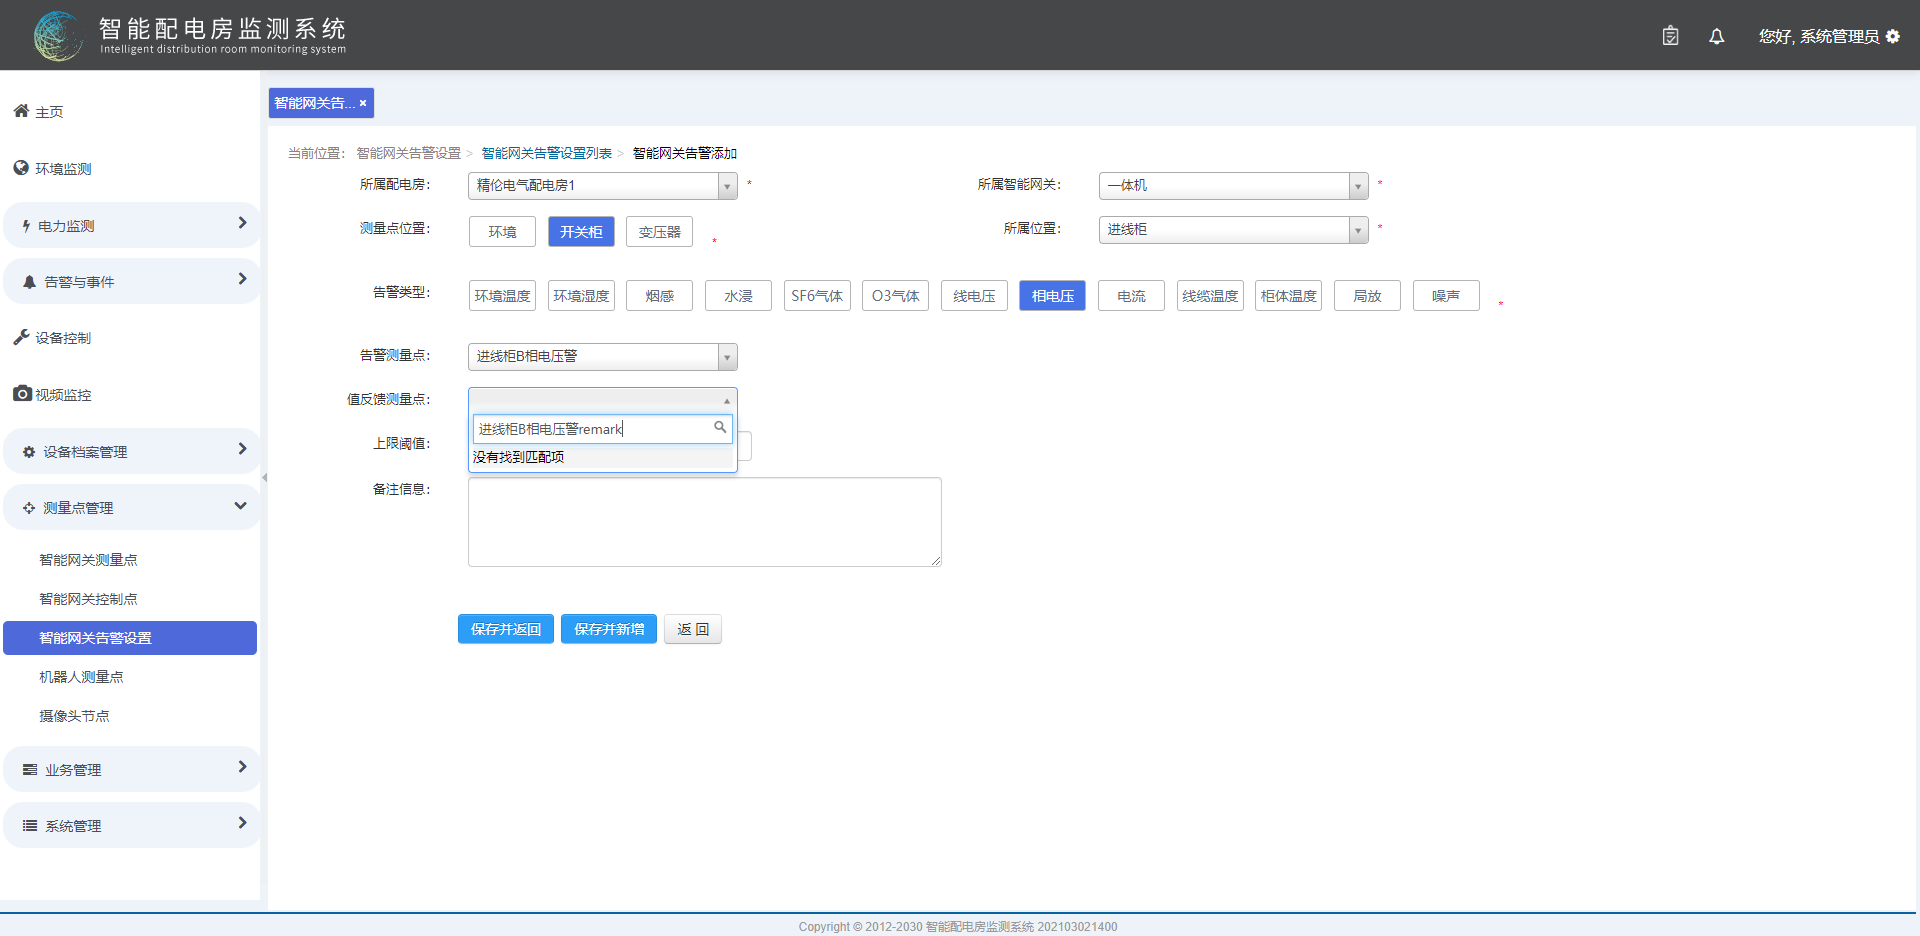 智能配电房监测系统
Intelligent distribution room monitoring system
您好, 系统管理员
主页
环境监测
电力监测
告警与事件
设备控制
视频监控
设备档案管理
测量点管理
智能网关测量点
智能网关控制点
智能网关告警设置
机器人测量点
摄像头节点
业务管理
系统管理
智能网关告... ×
当前位置: 智能网关告警设置 > 智能网关告警设置列表 > 智能网关告警添加
所属配电房: 精伦电气配电房1 * 所属智能网关: 一体机 *
测量点位置: 环境 开关柜 变压器 * 所属位置: 进线柜 *
告警类型: 环境温度 环境湿度 烟感 水浸 SF6气体 O3气体 线电压 相电压 电流 线缆温度 柜体温度 局放 噪声 *
告警测量点: 进线柜B相电压警
值反馈测量点:
进线柜B相电压警remark
上限阈值:
没有找到匹配项
备注信息:
保存并返回 保存并新增 返 回
Copyright © 2012-2030 智能配电房监测系统 202103021400